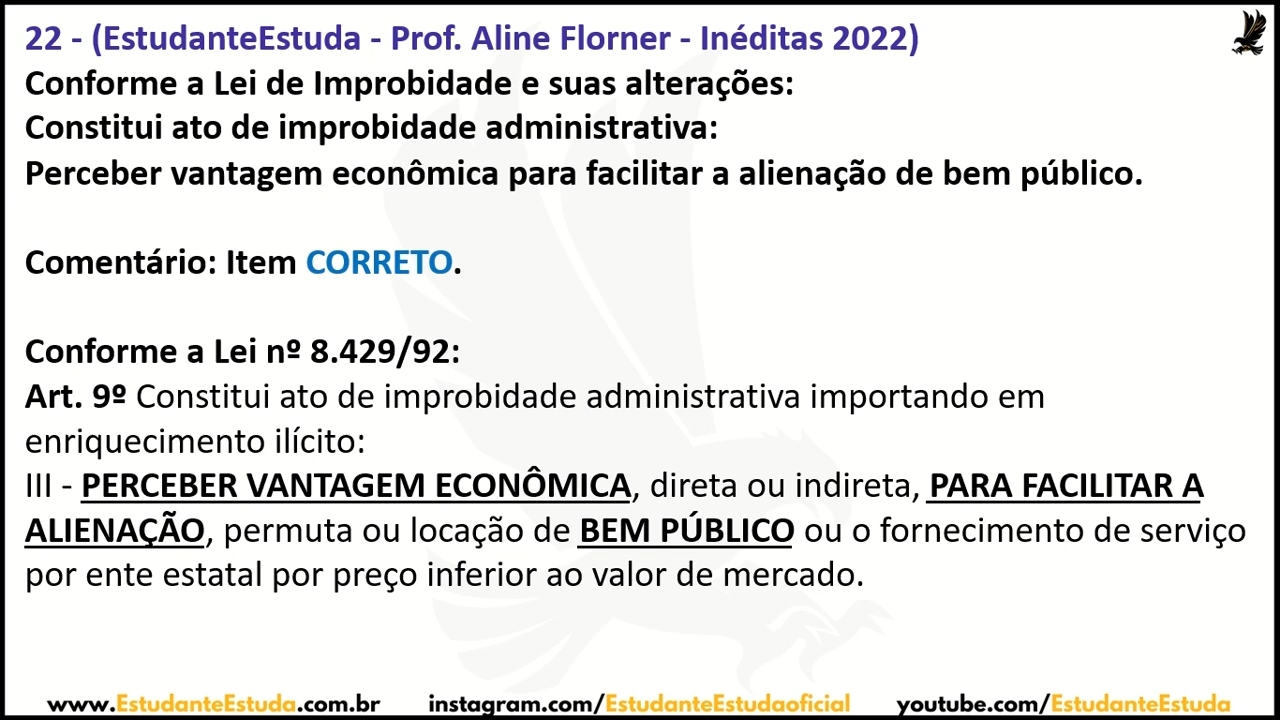 22 - (EstudanteEstuda - Prof. Aline Florner - Inéditas 2022)
Conforme a Lei de Improbidade e suas alterações:
Constitui ato de improbidade administrativa:
Perceber vantagem econômica para facilitar a alienação de bem público.
Comentário: Item CORRETO.
Conforme a Lei nº 8.429/92:
Art. 9º Constitui ato de improbidade administrativa importando em
enriquecimento ilícito:
III - PERCEBER VANTAGEM ECONÔMICA, direta ou indireta, PARA FACILITAR A
ALIENAÇÃO, permuta ou locação de BEM PÚBLICO ou o fornecimento de serviço
por ente estatal por preço inferior ao valor de mercado.
www.EstudanteEstuda.com.br instagram.com/EstudanteEstudaoficial youtube.com/EstudanteEstuda